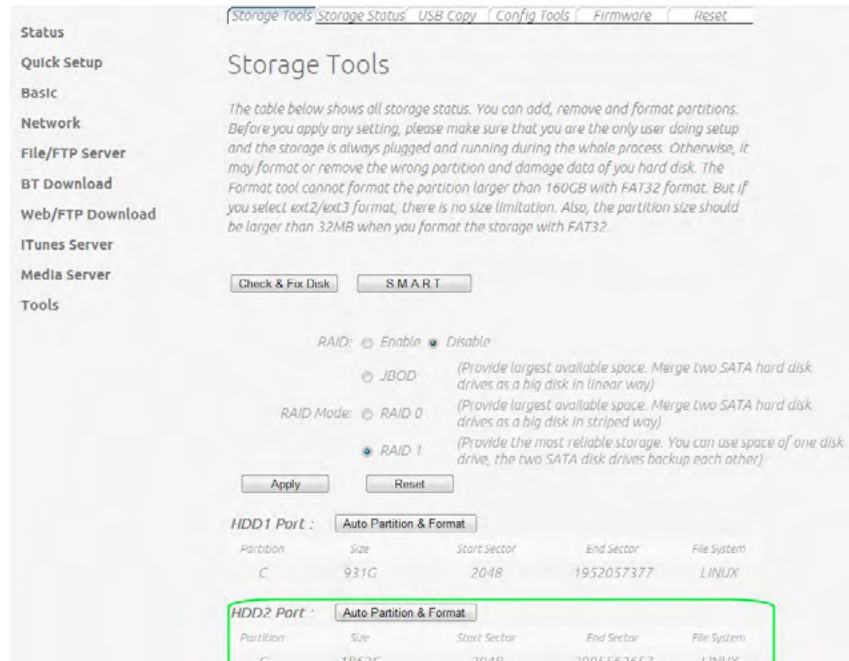 Storage Tools Storage Status USB Copy Config Tools Firmware Reset
Status
Quick Setup
Basic
Network
File/FTP Server
BT Download
Web/FTP Download
ITunes Server
Media Server
Tools
Storage Tools
The table below shows all storage status. You can add, remove and format partitions.
Before you apply any setting, please make sure that you are the only user doing setup
and the storage is always plugged and running during the whole process. Otherwise, it
may format or remove the wrong partition and damage data of you hard disk. The
Format tool cannot format the partition larger than 160GB with FAT32 format. But if
you select ext2/ext3 format, there is no size limitation. Also, the partition size should
be larger than 32MB when you format the storage with FAT32.
Check & Fix Disk S.M.A.R.T.
RAID: Enable Disable
JBOD (Provide largest available space. Merge two SATA hard disk
drives as a big disk in linear way)
RAID Mode: RAID 0 (Provide largest available space. Merge two SATA hard disk
drives as a big disk in striped way)
RAID 1 (Provide the most reliable storage. You can use space of one disk
drive, the two SATA disk drives backup each other)
Apply Reset
HDD1 Port : Auto Partition & Format
Partition Size Start Sector End Sector File System
C 931G 2048 1952057377 LINUX
HDD2 Port : Auto Partition & Format
Partition Size Start Sector End Sector File System
C 2048 LINUX